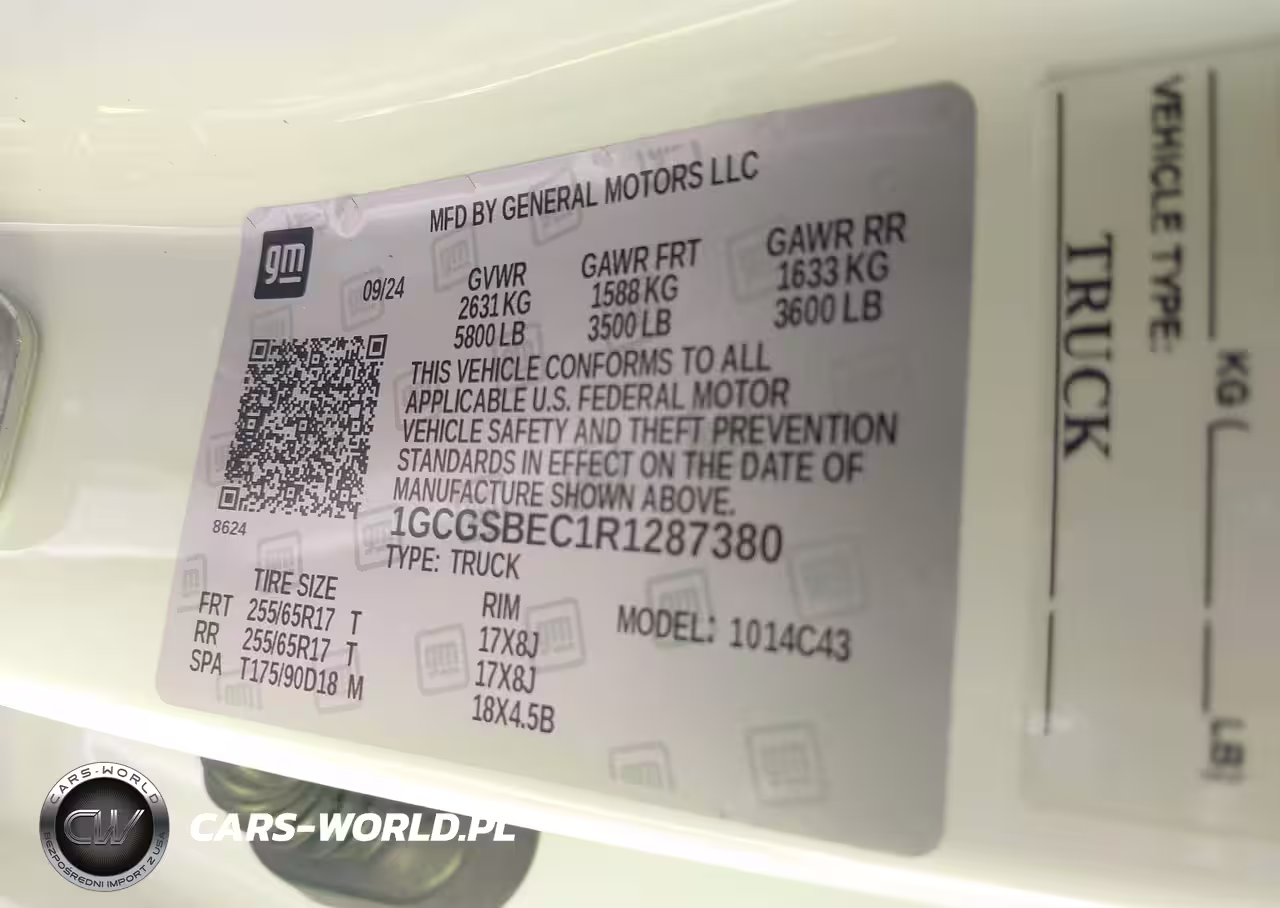 MFD BY GENERAL MOTORS LLC
gm
09/24
GVWR GAWR FRT GAWR RR
2631 KG 1588 KG 1633 KG
5800 LB 3500 LB 3600 LB
THIS VEHICLE CONFORMS TO ALL
APPLICABLE U.S. FEDERAL MOTOR
VEHICLE SAFETY AND THEFT PREVENTION
STANDARDS IN EFFECT ON THE DATE OF
MANUFACTURE SHOWN ABOVE.
8624
1GCGSBEC1R1287380
TYPE: TRUCK
TIRE SIZE RIM MODEL: 1014C43
FRT 255/65R17 T 17X8J
RR 255/65R17 T 17X8J
SPA T175/90D18 M 18X4.5B
VEHICLE TYPE:
TRUCK
KG (
LB)
CARS-WORLD
CW
BEZPOŚREDNI IMPORT Z USA
CARS-WORLD.PL